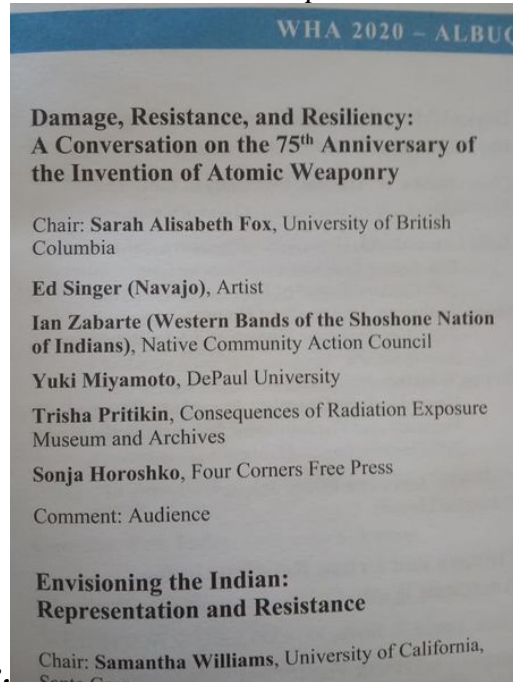 WHA 2020 – ALBUQ
Damage, Resistance, and Resiliency:
A Conversation on the 75th Anniversary of
the Invention of Atomic Weaponry
Chair: Sarah Alisabeth Fox, University of British
Columbia
Ed Singer (Navajo), Artist
Ian Zabarte (Western Bands of the Shoshone Nation
of Indians), Native Community Action Council
Yuki Miyamoto, DePaul University
Trisha Pritikin, Consequences of Radiation Exposure
Museum and Archives
Sonja Horoshko, Four Corners Free Press
Comment: Audience
Envisioning the Indian:
Representation and Resistance
Chair: Samantha Williams, University of California,